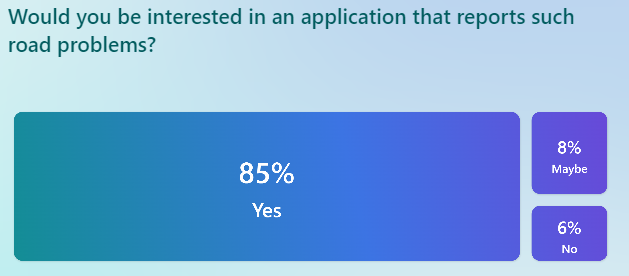 Would you be interested in an application that reports such
road problems?
85%
Yes
8%
Maybe
6%
No